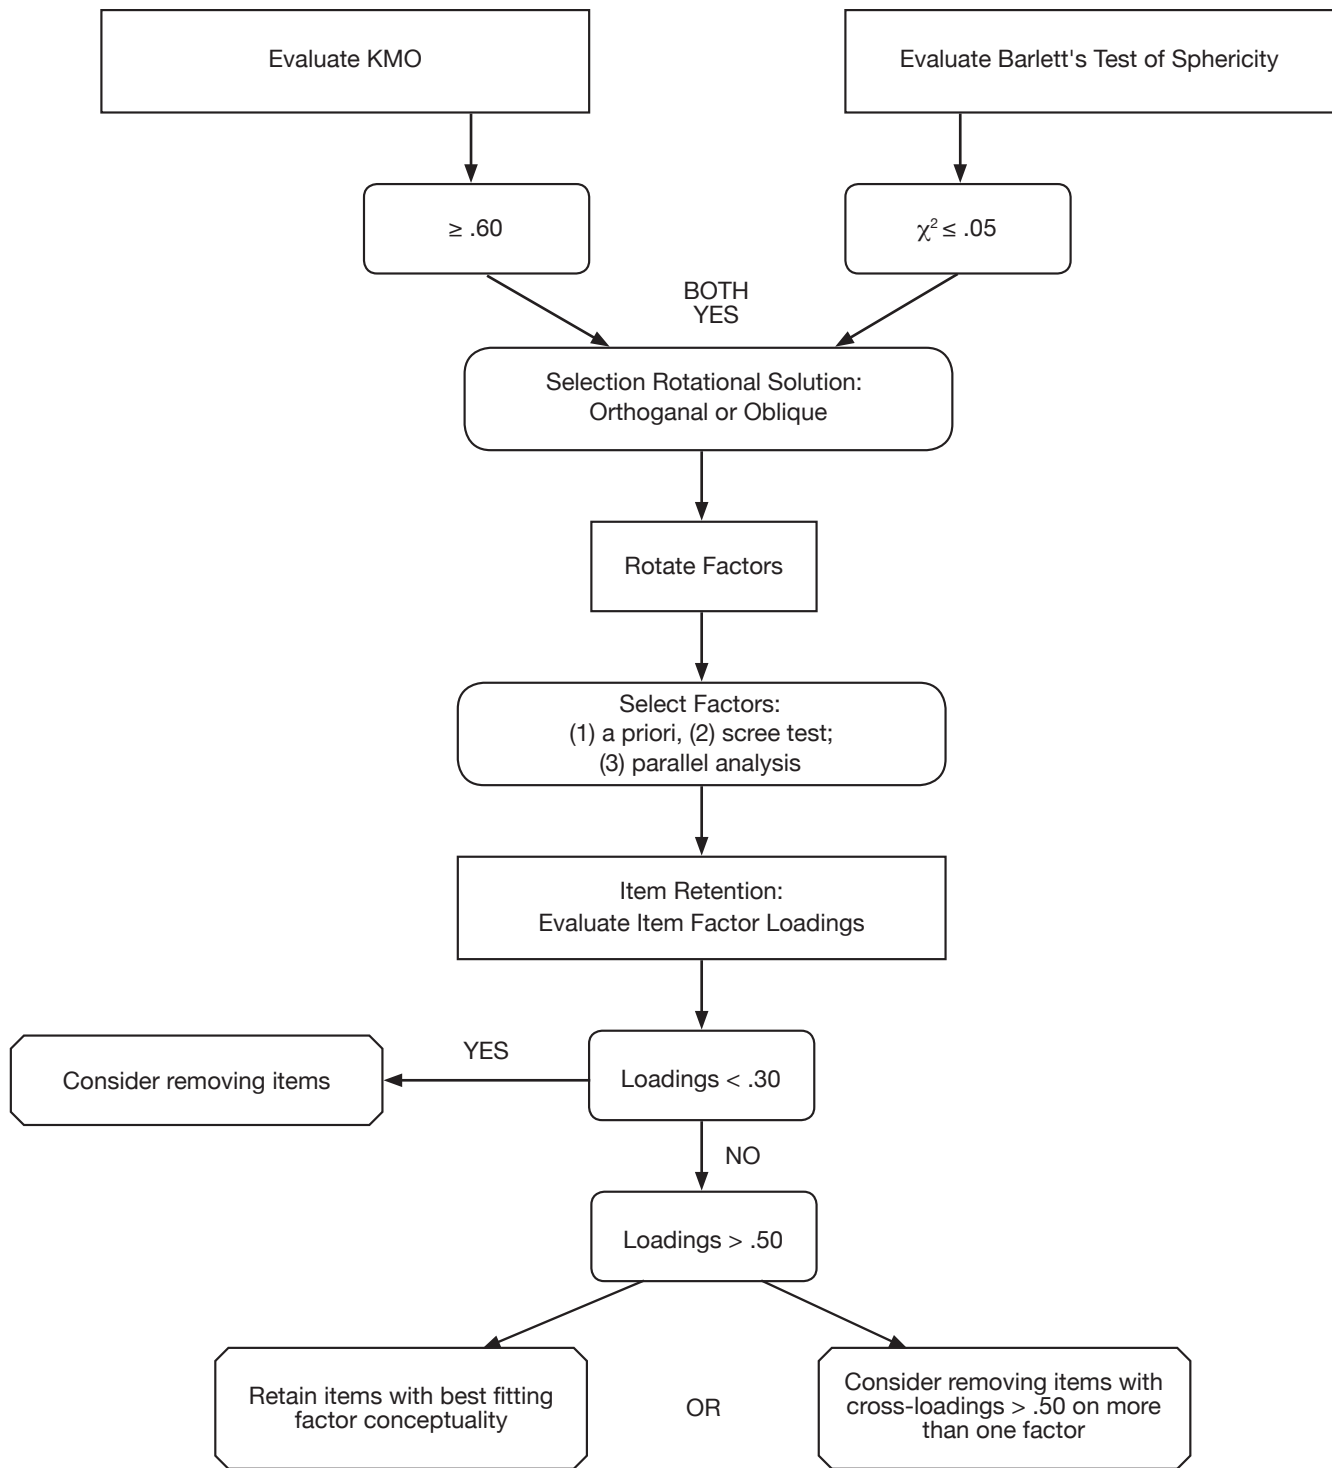 Evaluate KMO
Evaluate Barlett's Test of Sphericity
≥ .60
χ² ≤ .05
BOTH
YES
Selection Rotational Solution:
Orthoganal or Oblique
Rotate Factors
Select Factors:
(1) a priori, (2) scree test;
(3) parallel analysis
Item Retention:
Evaluate Item Factor Loadings
YES
Consider removing items
Loadings < .30
NO
Loadings > .50
Retain items with best fitting
factor conceptuality
OR
Consider removing items with
cross-loadings > .50 on more
than one factor